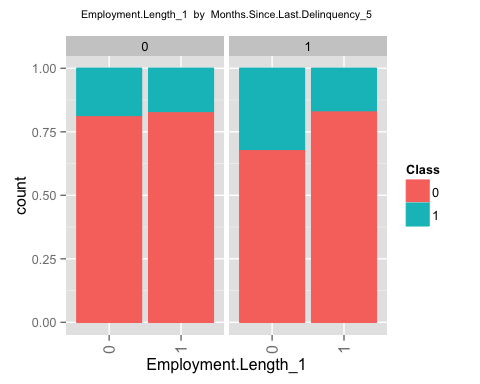 Employment.Length_1 by Months.Since.Last.Delinquency_5
0 1
1.00
0.75
0.50
0.25
0.00
count
0 1 0 1
Employment.Length_1
Class
0
1